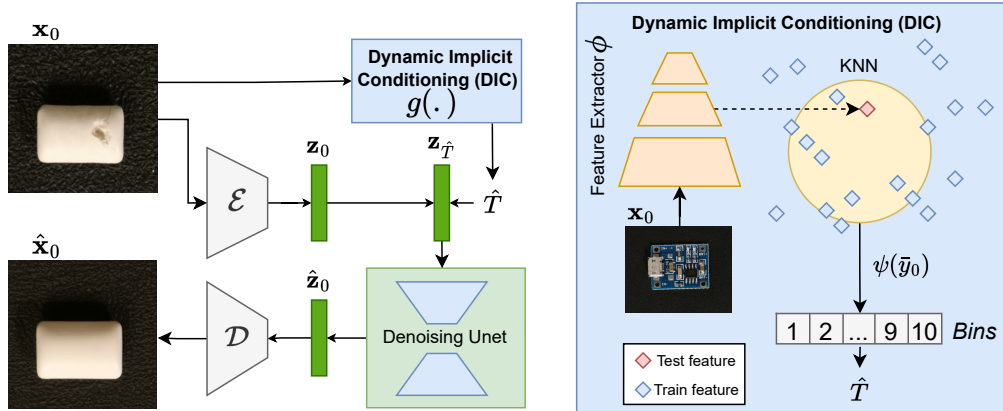 𝐱₀
Dynamic Implicit
Conditioning (DIC)
g(.)
ℰ
𝐳₀
𝐳_T̂
T̂
𝐱̂₀
𝒟
𝐳̂₀
Denoising Unet
Dynamic Implicit Conditioning (DIC)
Feature Extractor ϕ
KNN
𝐱₀
ψ(ȳ₀)
1 2 ... 9 10 Bins
T̂
Test feature
Train feature